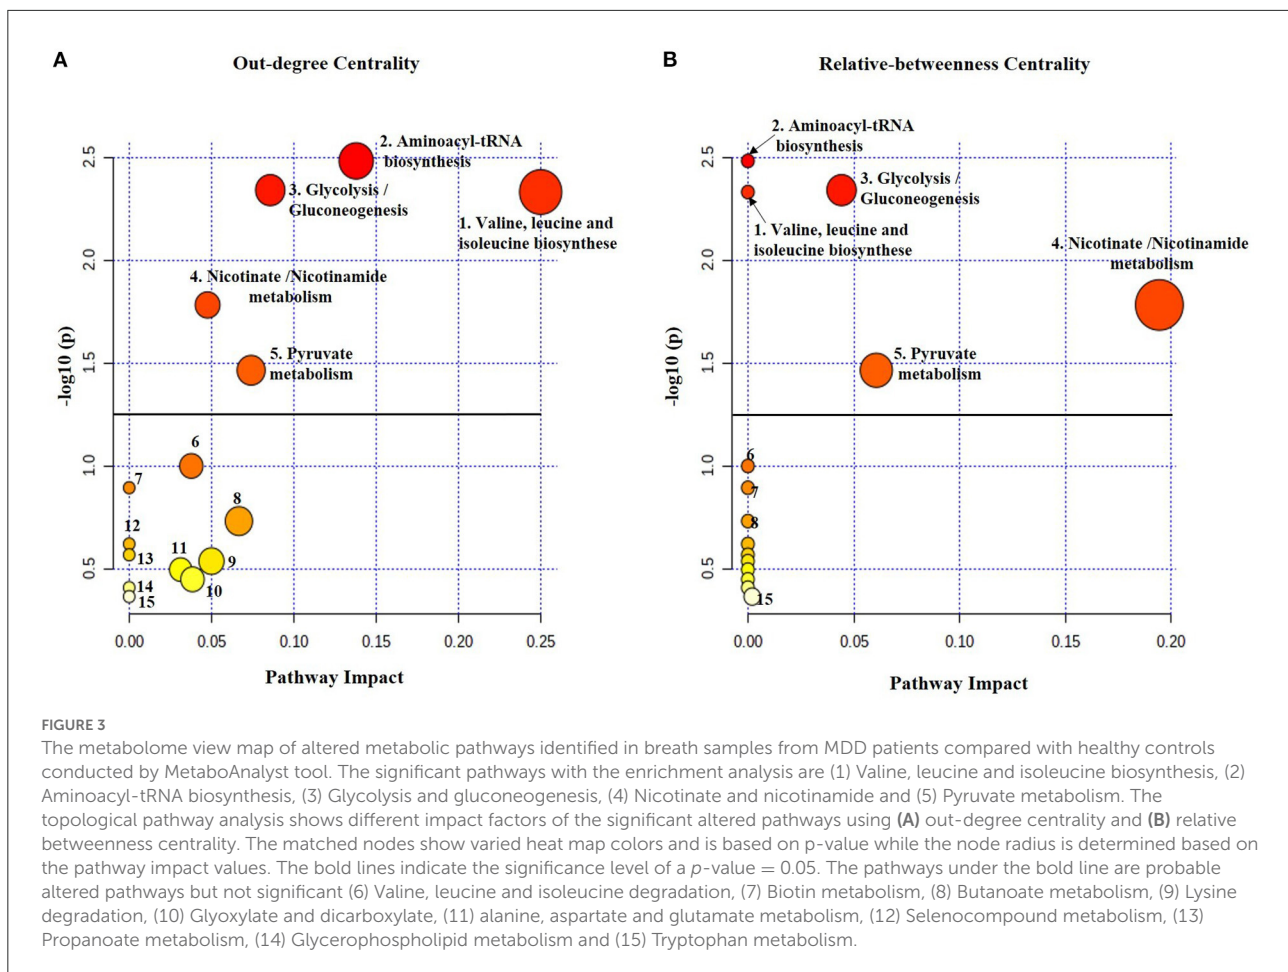 A
Out-degree Centrality
2. Aminoacyl-tRNA
biosynthesis
3. Glycolysis /
Gluconeogenesis
1. Valine, leucine and
isoleucine biosynthese
4. Nicotinate /Nicotinamide
metabolism
5. Pyruvate
metabolism
6
7
8
12
11
13
9
10
14
15
-log10 (p)
2.5
2.0
1.5
1.0
0.5
0.00 0.05 0.10 0.15 0.20 0.25
Pathway Impact
B
Relative-betweenness Centrality
2. Aminoacyl-tRNA
biosynthesis
3. Glycolysis /
Gluconeogenesis
1. Valine, leucine and
isoleucine biosynthese
4. Nicotinate /Nicotinamide
metabolism
5. Pyruvate
metabolism
6
7
8
15
-log10 (p)
2.5
2.0
1.5
1.0
0.5
0.00 0.05 0.10 0.15 0.20
Pathway Impact
FIGURE 3
The metabolome view map of altered metabolic pathways identified in breath samples from MDD patients compared with healthy controls
conducted by MetaboAnalyst tool. The significant pathways with the enrichment analysis are (1) Valine, leucine and isoleucine biosynthesis, (2)
Aminoacyl-tRNA biosynthesis, (3) Glycolysis and gluconeogenesis, (4) Nicotinate and nicotinamide and (5) Pyruvate metabolism. The
topological pathway analysis shows different impact factors of the significant altered pathways using (A) out-degree centrality and (B) relative
betweenness centrality. The matched nodes show varied heat map colors and is based on p-value while the node radius is determined based on
the pathway impact values. The bold lines indicate the significance level of a p-value = 0.05. The pathways under the bold line are probable
altered pathways but not significant (6) Valine, leucine and isoleucine degradation, (7) Biotin metabolism, (8) Butanoate metabolism, (9) Lysine
degradation, (10) Glyoxylate and dicarboxylate, (11) alanine, aspartate and glutamate metabolism, (12) Selenocompound metabolism, (13)
Propanoate metabolism, (14) Glycerophospholipid metabolism and (15) Tryptophan metabolism.